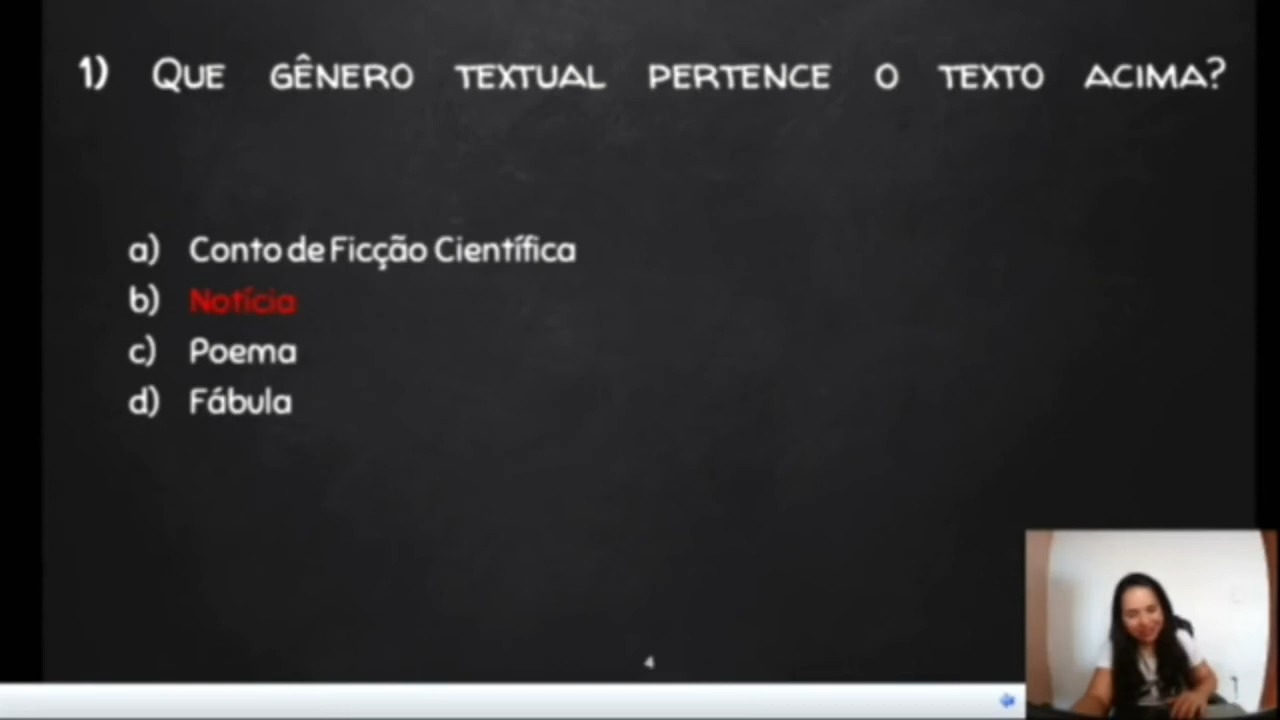 1) QUE GÊNERO TEXTUAL PERTENCE O TEXTO ACIMA?
a) Conto de Ficção Científica
b) Notícia
c) Poema
d) Fábula
4